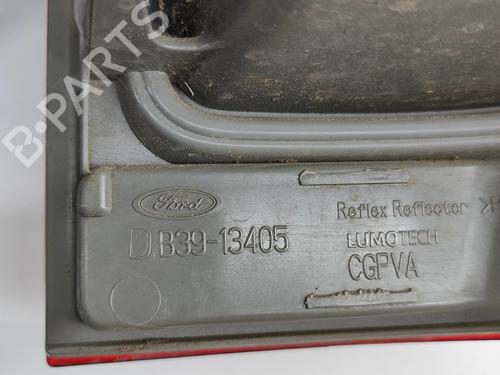 B-PARTS
Ford
D B39-13405
Reflex Reflector >P
LUMOTECH
CGPVA